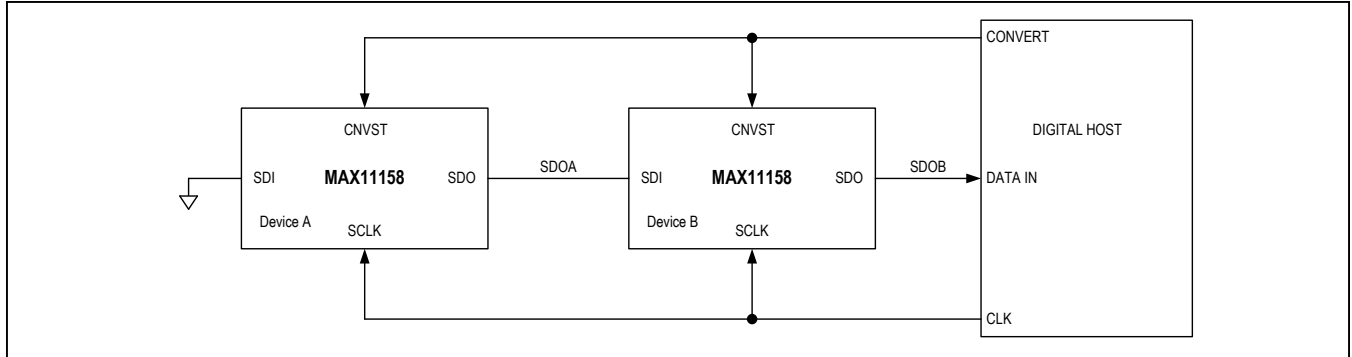 CONVERT
CNVST
CNVST
DIGITAL HOST
SDI
MAX11158
SDO
SDOA
SDI
MAX11158
SDO
SDOB
DATA IN
Device A
SCLK
Device B
SCLK
CLK